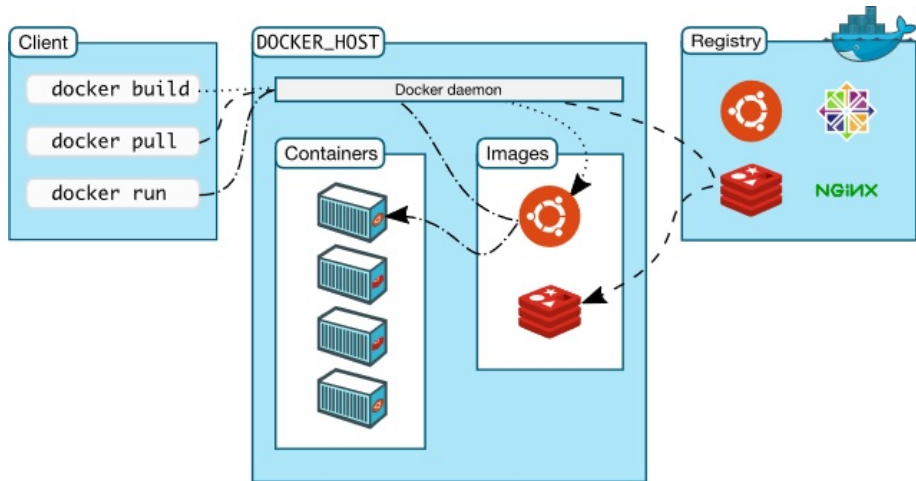 Client
docker build
docker pull
docker run
DOCKER_HOST
Docker daemon
Containers
Images
Registry
NGINX